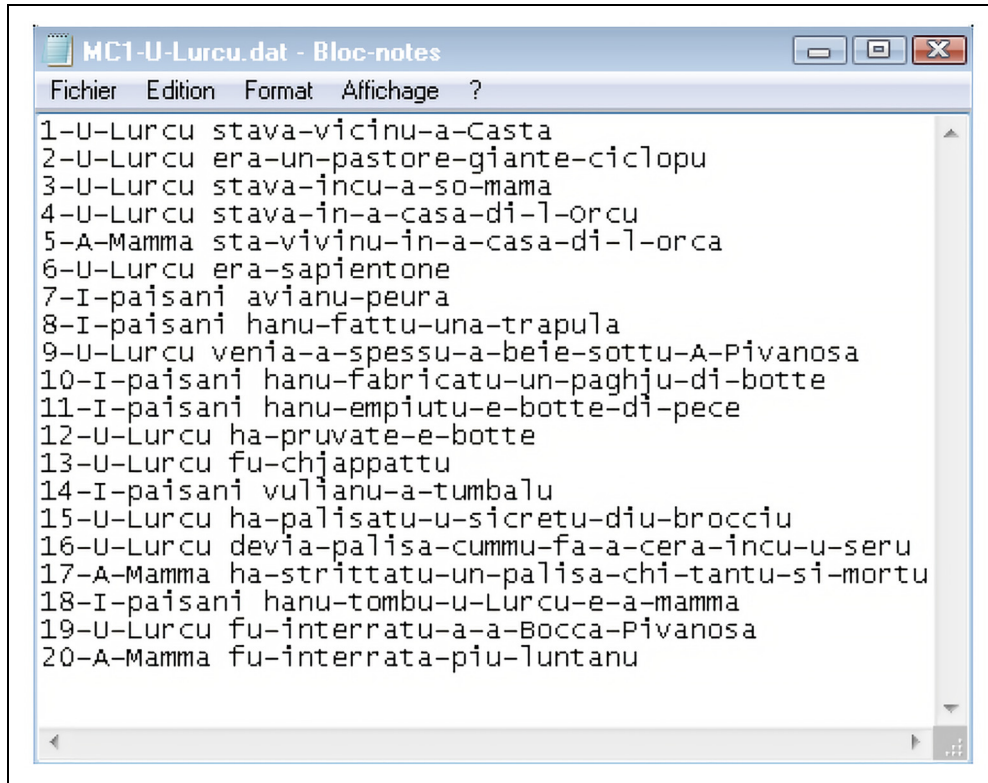 MC1-U-Lurcu.dat - Bloc-notes
Fichier Edition Format Affichage ?
1-U-Lurcu stava-vicinu-a-Casta
2-U-Lurcu era-un-pastore-giante-ciclopu
3-U-Lurcu stava-incu-a-so-mama
4-U-Lurcu stava-in-a-casa-di-l-Orcu
5-A-Mamma sta-vivinu-in-a-casa-di-l-orca
6-U-Lurcu era-sapientone
7-I-paisani avianu-peura
8-I-paisani hanu-fattu-una-trapula
9-U-Lurcu venia-a-spessu-a-beie-sottu-A-Pivanosa
10-I-paisani hanu-fabricatu-un-paghju-di-botte
11-I-paisani hanu-empiutu-e-botte-di-pece
12-U-Lurcu ha-pruvate-e-botte
13-U-Lurcu fu-chjappattu
14-I-paisani vulianu-a-tumbalu
15-U-Lurcu ha-palisatu-u-sicretu-diu-brocciu
16-U-Lurcu devia-palisa-cummu-fa-a-cera-incu-u-seru
17-A-Mamma ha-strittatu-un-palisa-chi-tantu-si-mortu
18-I-paisani hanu-tombu-u-Lurcu-e-a-mamma
19-U-Lurcu fu-interratu-a-a-Bocca-Pivanosa
20-A-Mamma fu-interrata-piu-luntanu